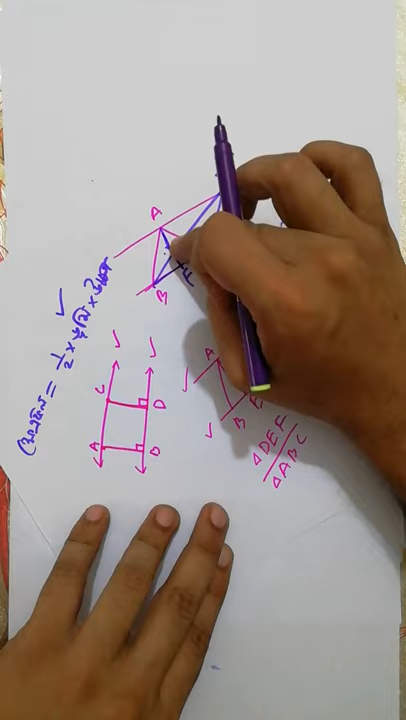 A
B
E
ক্ষেত্রফল = 1/2 × ভূমি × উচ্চতা
C
D
A
B
A
B
E
ΔDEF/ΔABC